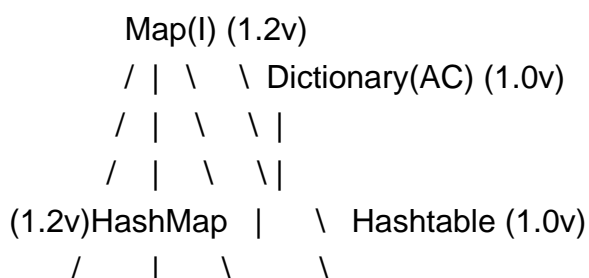 Map(I) (1.2v)
/ | \ \ Dictionary(AC) (1.0v)
/ | \ \ |
/ | \ \ |
(1.2v)HashMap | \ Hashtable (1.0v)
/ | \ \